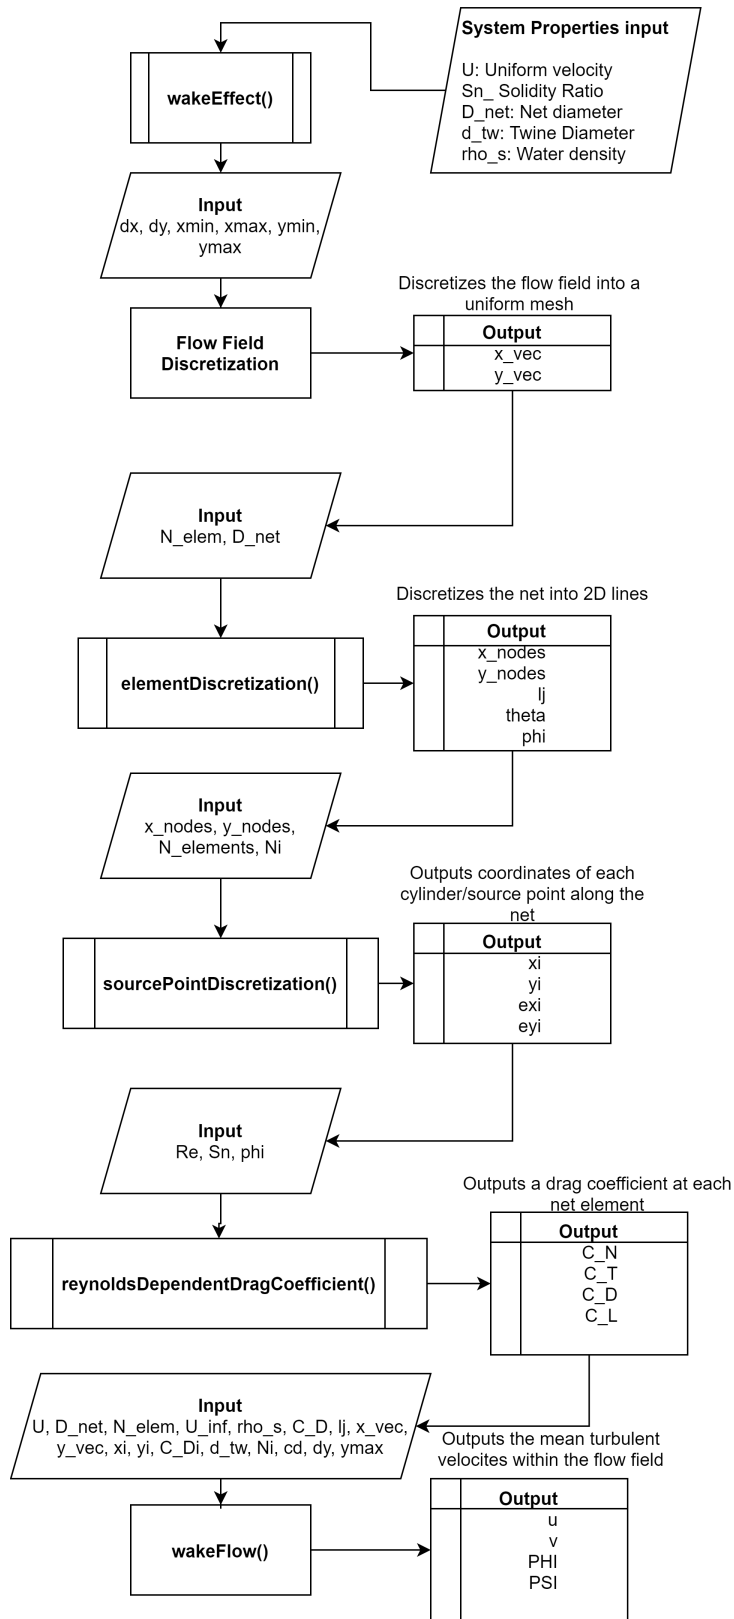 System Properties input
U: Uniform velocity
Sn_ Solidity Ratio
D_net: Net diameter
d_tw: Twine Diameter
rho_s: Water density
wakeEffect()
Input
dx, dy, xmin, xmax, ymin,
ymax
Flow Field
Discretization
Discretizes the flow field into a
uniform mesh
Output
x_vec
y_vec
Input
N_elem, D_net
elementDiscretization()
Discretizes the net into 2D lines
Output
x_nodes
y_nodes
lj
theta
phi
Input
x_nodes, y_nodes,
N_elements, Ni
sourcePointDiscretization()
Outputs coordinates of each
cylinder/source point along the
net
Output
xi
yi
exi
eyi
Input
Re, Sn, phi
reynoldsDependentDragCoefficient()
Outputs a drag coefficient at each
net element
Output
C_N
C_T
C_D
C_L
Input
U, D_net, N_elem, U_inf, rho_s, C_D, lj, x_vec,
y_vec, xi, yi, C_Di, d_tw, Ni, cd, dy, ymax
wakeFlow()
Outputs the mean turbulent
velocites within the flow field
Output
u
v
PHI
PSI